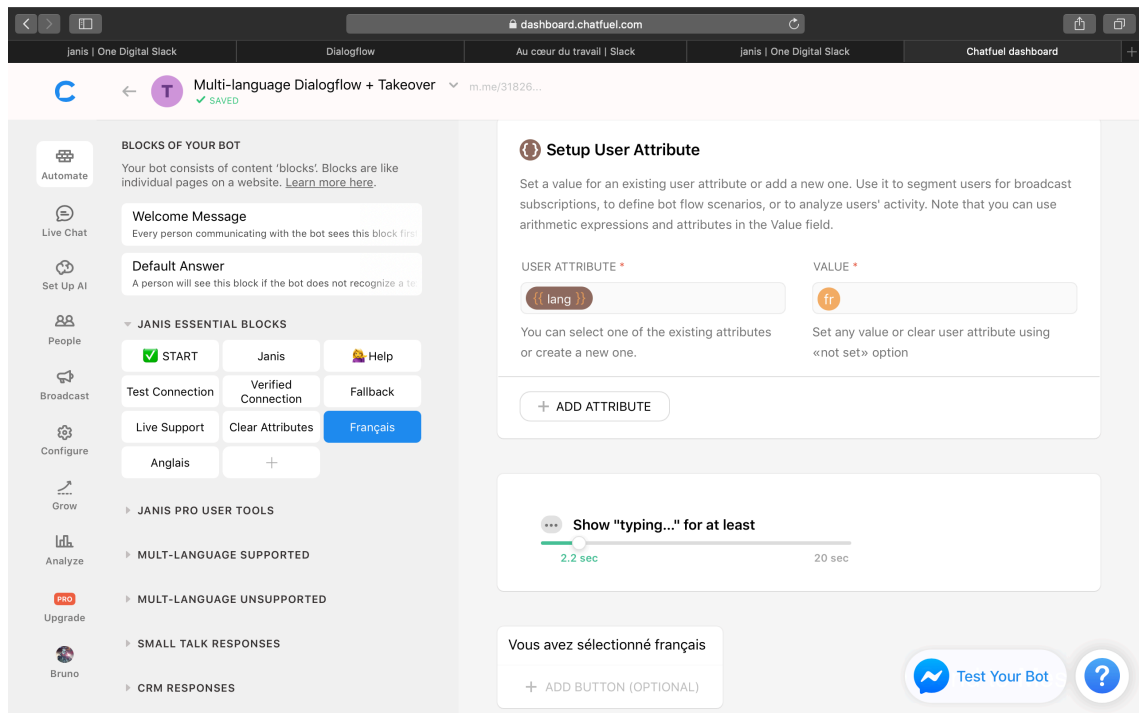 dashboard.chatfuel.com
janis | One Digital Slack
Dialogflow
Au cœur du travail | Slack
janis | One Digital Slack
Chatfuel dashboard
T
Multi-language Dialogflow + Takeover
m.me/31826...
SAVED
Automate
Live Chat
Set Up AI
People
Broadcast
Configure
Grow
Analyze
PRO
Upgrade
Bruno
BLOCKS OF YOUR BOT
Your bot consists of content ‘blocks’. Blocks are like
individual pages on a website. Learn more here.
Welcome Message
Every person communicating with the bot sees this block first
Default Answer
A person will see this block if the bot does not recognize a te
JANIS ESSENTIAL BLOCKS
✅ START
Janis
Help
Test Connection
Verified
Connection
Fallback
Live Support
Clear Attributes
Français
Anglais
JANIS PRO USER TOOLS
MULT-LANGUAGE SUPPORTED
MULT-LANGUAGE UNSUPPORTED
SMALL TALK RESPONSES
CRM RESPONSES
Setup User Attribute
Set a value for an existing user attribute or add a new one. Use it to segment users for broadcast
subscriptions, to define bot flow scenarios, or to analyze users' activity. Note that you can use
arithmetic expressions and attributes in the Value field.
USER ATTRIBUTE *
{{ lang }}
You can select one of the existing attributes
or create a new one.
VALUE *
fr
Set any value or clear user attribute using
«not set» option
+ ADD ATTRIBUTE
Show "typing..." for at least
2.2 sec
20 sec
Vous avez sélectionné français
+ ADD BUTTON (OPTIONAL)
Test Your Bot
?